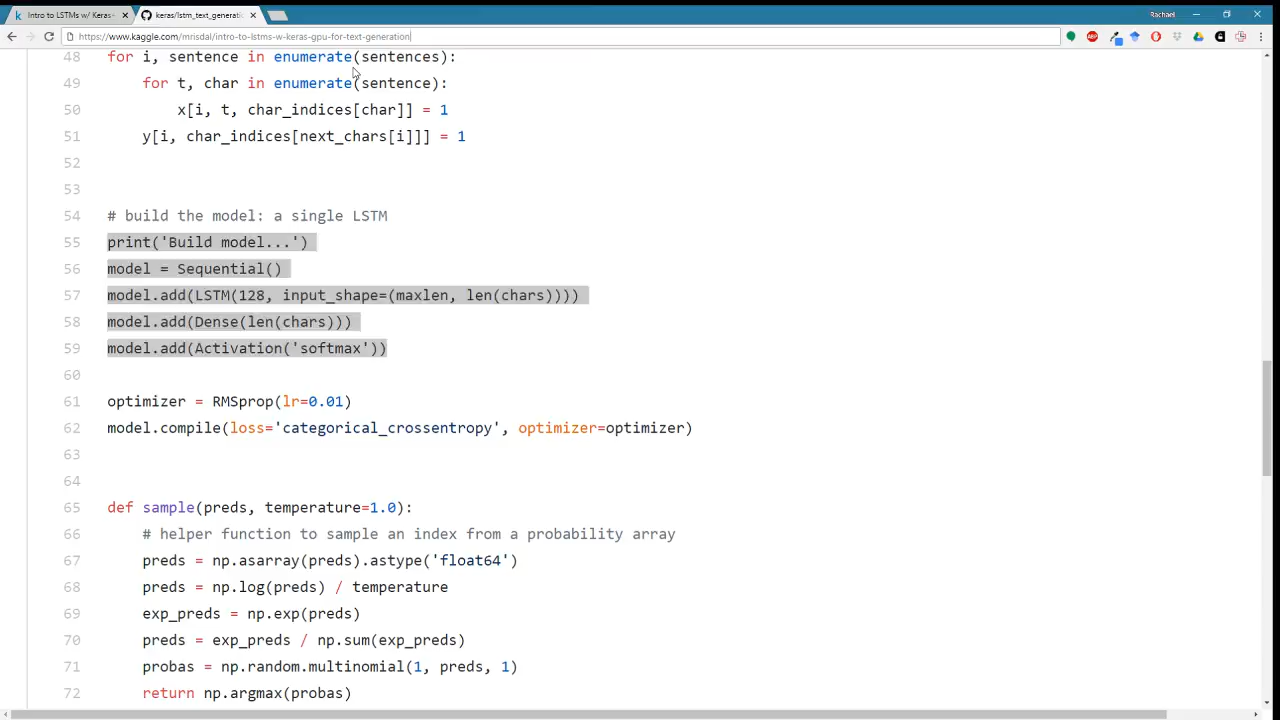 Intro to LSTMs w/ Keras
keras/lstm_text_generati
Rachael
https://www.kaggle.com/mrisdal/intro-to-lstms-w-keras-gpu-for-text-generation
48 for i, sentence in enumerate(sentences):
49 for t, char in enumerate(sentence):
50 x[i, t, char_indices[char]] = 1
51 y[i, char_indices[next_chars[i]]] = 1
52
53
54 # build the model: a single LSTM
55 print('Build model...')
56 model = Sequential()
57 model.add(LSTM(128, input_shape=(maxlen, len(chars))))
58 model.add(Dense(len(chars)))
59 model.add(Activation('softmax'))
60
61 optimizer = RMSprop(lr=0.01)
62 model.compile(loss='categorical_crossentropy', optimizer=optimizer)
63
64
65 def sample(preds, temperature=1.0):
66 # helper function to sample an index from a probability array
67 preds = np.asarray(preds).astype('float64')
68 preds = np.log(preds) / temperature
69 exp_preds = np.exp(preds)
70 preds = exp_preds / np.sum(exp_preds)
71 probas = np.random.multinomial(1, preds, 1)
72 return np.argmax(probas)